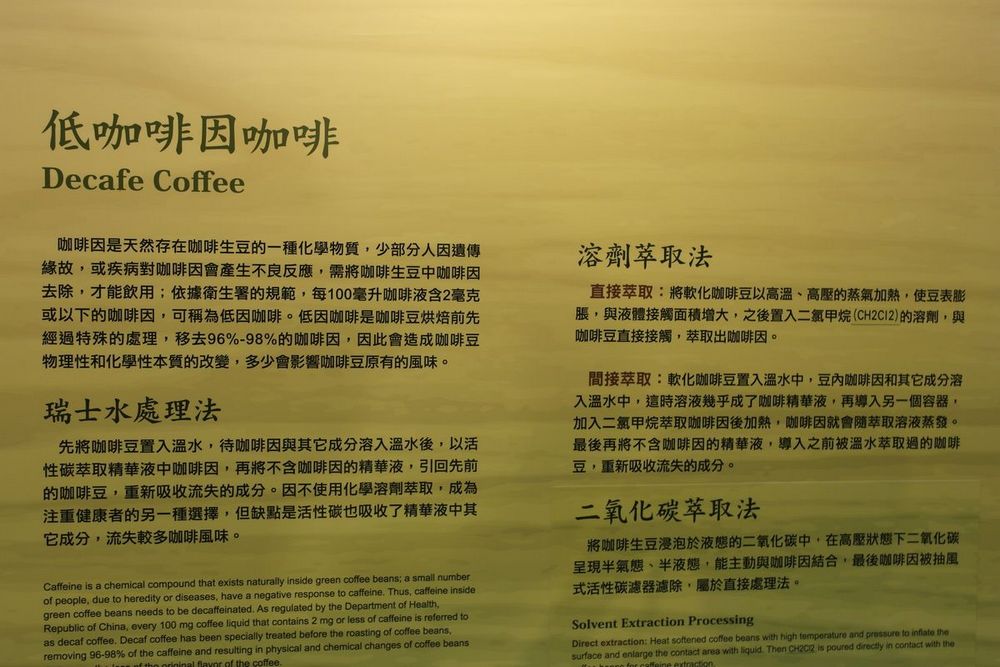 低咖啡因咖啡
Decafe Coffee
咖啡因是天然存在咖啡生豆的一種化學物質，少部分人因遺傳
緣故，或疾病對咖啡因會產生不良反應，需將咖啡生豆中咖啡因
去除，才能飲用；依據衛生署的規範，每100毫升咖啡液含2毫克
或以下的咖啡因，可稱為低因咖啡。低因咖啡是咖啡豆烘焙前先
經過特殊的處理，移去96%-98%的咖啡因，因此會造成咖啡豆
物理性和化學性本質的改變，多少會影響咖啡豆原有的風味。
瑞士水處理法
先將咖啡豆置入溫水，待咖啡因與其它成分溶入溫水後，以活
性碳萃取精華液中咖啡因，再將不含咖啡因的精華液，引回先前
的咖啡豆，重新吸收流失的成分。因不使用化學溶劑萃取，成為
注重健康者的另一種選擇，但缺點是活性碳也吸收了精華液中其
它成分，流失較多咖啡風味。
Caffeine is a chemical compound that exists naturally inside green coffee beans; a small number
of people, due to heredity or diseases, have a negative response to caffeine. Thus, caffeine inside
green coffee beans needs to be decaffeinated. As regulated by the Department of Health,
Republic of China, every 100 mg coffee liquid that contains 2 mg or less of caffeine is referred to
as decaf coffee. Decaf coffee has been specially treated before the roasting of coffee beans,
removing 96-98% of the caffeine and resulting in physical and chemical changes of coffee beans
loss of the original flavor of the coffee.
溶劑萃取法
直接萃取：將軟化咖啡豆以高溫、高壓的蒸氣加熱，使豆表膨
脹，與液體接觸面積增大，之後置入二氯甲烷(CH2Cl2)的溶劑，與
咖啡豆直接接觸，萃取出咖啡因。
間接萃取：軟化咖啡豆置入溫水中，豆內咖啡因和其它成分溶
入溫水中，這時溶液幾乎成了咖啡精華液，再導入另一個容器，
加入二氯甲烷萃取咖啡因後加熱，咖啡因就會隨萃取溶液蒸發。
最後再將不含咖啡因的精華液，導入之前被溫水萃取過的咖啡
豆，重新吸收流失的成分。
二氧化碳萃取法
將咖啡生豆浸泡於液態的二氧化碳中，在高壓狀態下二氧化碳
呈現半氣態、半液態，能主動與咖啡因結合，最後咖啡因被抽風
式活性碳濾器濾除，屬於直接處理法。
Solvent Extraction Processing
Direct extraction: Heat softened coffee beans with high temperature and pressure to inflate the
surface and enlarge the contact area with liquid. Then CH2Cl2 is poured directly in contact with the
coffee beans for caffeine extraction.